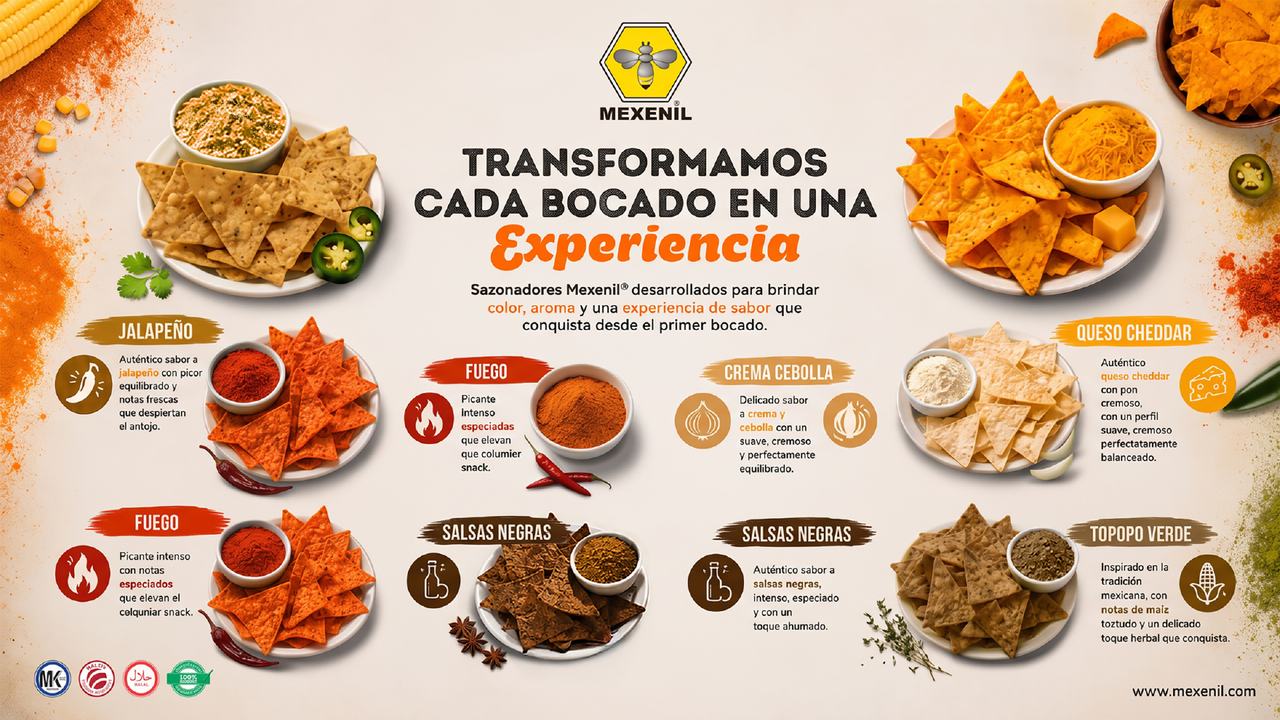 MEXENIL®
TRANSFORMAMOS
CADA BOCADO EN UNA
Experiencia
Sazonadores Mexenil® desarrollados para brindar
color, aroma y una experiencia de sabor que
conquista desde el primer bocado.
JALAPEÑO
Auténtico sabor a
jalapeño con picor
equilibrado y
notas frescas
que despiertan
el antojo.
FUEGO
Picante
Intenso
especiadas
que elevan
que columier
snack.
CREMA CEBOLLA
Delicado sabor
a crema y
cebolla con un
suave, cremoso
y perfectamente
equilibrado.
QUESO CHEDDAR
Auténtico
queso cheddar
con pon
cremoso,
con un perfil
suave, cremoso
perfectatamente
balanceado.
FUEGO
Picante intenso
con notas
especiados
que elevan el
colquniar snack.
SALSAS NEGRAS
SALSAS NEGRAS
Auténtico sabor a
salsas negras,
intenso, especiado
y con un
toque ahumado.
TOPOPO VERDE
Inspirado en la
tradición
mexicana, con
notas de maíz
toztudo y un delicado
toque herbal que conquista.
MK
حلال
HALAL
100%
www.mexenil.com